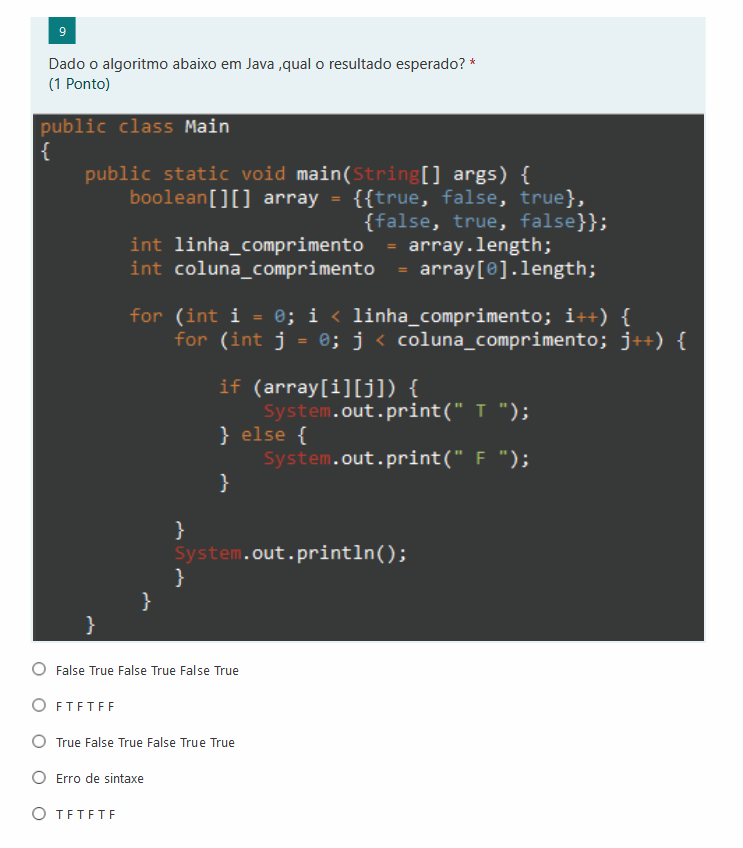 9
Dado o algoritmo abaixo em Java ,qual o resultado esperado? *
(1 Ponto)
public class Main
{
    public static void main(String[] args) {
        boolean[][] array = {{true, false, true},
                             {false, true, false}};
        int linha_comprimento  = array.length;
        int coluna_comprimento  = array[0].length;
        for (int i = 0; i < linha_comprimento; i++) {
            for (int j = 0; j < coluna_comprimento; j++) {
                if (array[i][j]) {
                    System.out.print(" T ");
                } else {
                    System.out.print(" F ");
                }
            }
            System.out.println();
            }
         }
    }
False True False True False True
F T F T F F
True False True False True True
Erro de sintaxe
T F T F T F